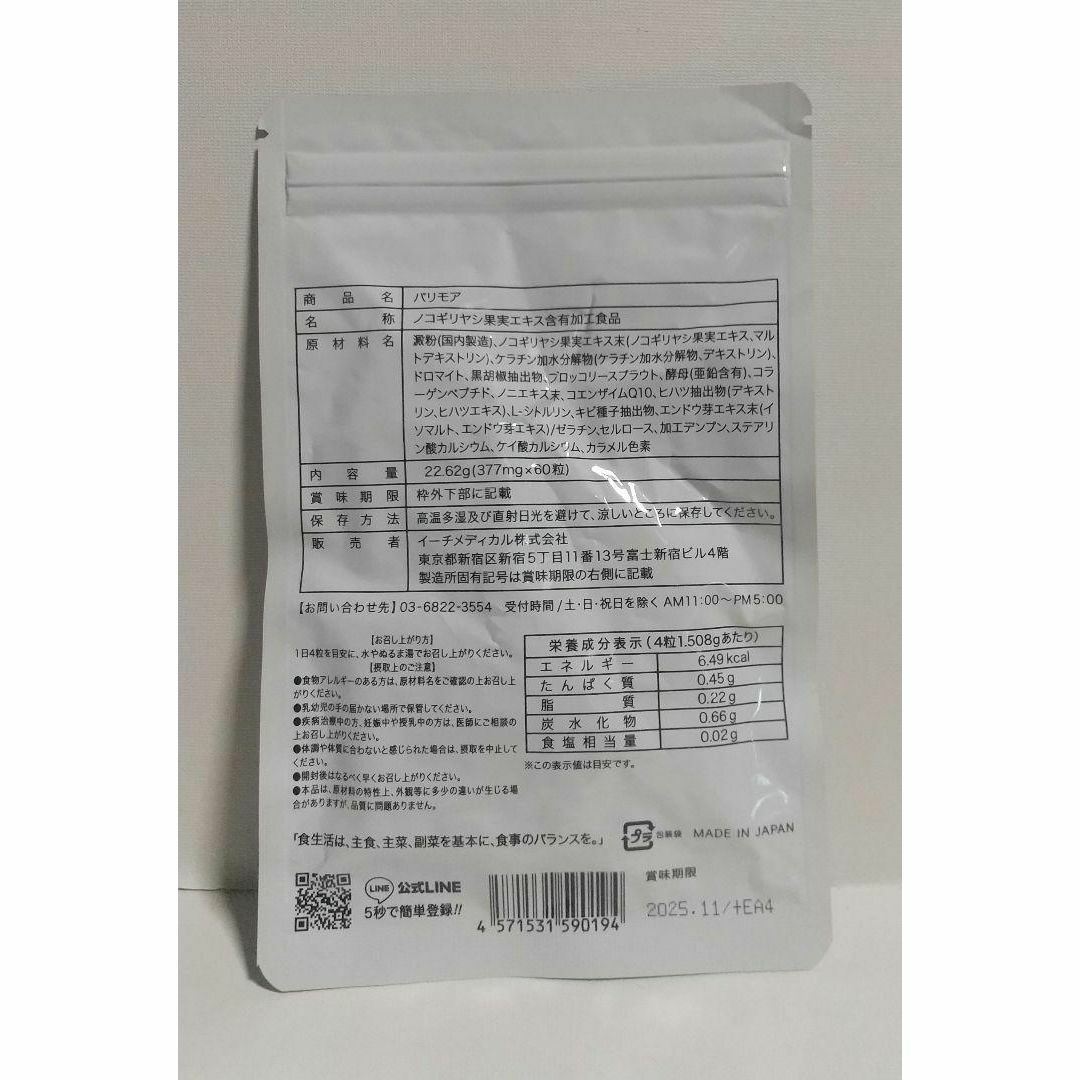 商品名 バリモア
名称 ノコギリヤシ果実エキス含有加工食品
原材料名 澱粉(国内製造)、ノコギリヤシ果実エキス末(ノコギリヤシ果実エキス、マル
トデキストリン)、ケラチン加水分解物(ケラチン加水分解物、デキストリン)、
ドロマイト、黒胡椒抽出物、ブロッコリースプラウト、酵母(亜鉛含有)、コラ
ーゲンペプチド、ノニエキス末、コエンザイムQ10、ヒハツ抽出物(デキスト
リン、ヒハツエキス)、L-シトルリン、キビ種子抽出物、エンドウ芽エキス末(イ
ソマルト、エンドウ芽エキス)/ゼラチン、セルロース、加工デンプン、ステアリ
ン酸カルシウム、ケイ酸カルシウム、カラメル色素
内容量 22.62g(377mg×60粒)
賞味期限 枠外下部に記載
保存方法 高温多湿及び直射日光を避けて、涼しいところに保存してください。
販売者 イーチメディカル株式会社
東京都新宿区新宿5丁目11番13号富士新宿ビル4階
製造所固有記号は賞味期限の右側に記載
【お問い合わせ先】03-6822-3554 受付時間/土・日・祝日を除くAM11:00〜PM5:00
【お召し上がり方】
1日4粒を目安に、水やぬるま湯でお召し上がりください。
【摂取上のご注意】
●食物アレルギーのある方は、原材料名をご確認の上お召し上
がりください。
●乳幼児の手の届かない場所で保管してください。
●疾病治療中の方、妊娠中や授乳中の方は、医師にご相談の
上お召し上がりください。
●体調や体質に合わないと感じられた場合は、摂取を中止して
ください。
●開封後はなるべく早くお召し上がりください。
●本品は、原材料の特性上、外観等に多少の違いが生じる場
合がありますが、品質に問題ありません。
栄養成分表示(4粒1.508gあたり)
エネルギー 6.49kcal
たんぱく質 0.45g
脂質 0.22g
炭水化物 0.66g
食塩相当量 0.02g
※この表示値は目安です。
「食生活は、主食、主菜、副菜を基本に、食事のバランスを。」
プラ 包装袋 MADE IN JAPAN
LINE 公式LINE
5秒で簡単登録!!
4 571531 590194
賞味期限
2025.11/+EA4